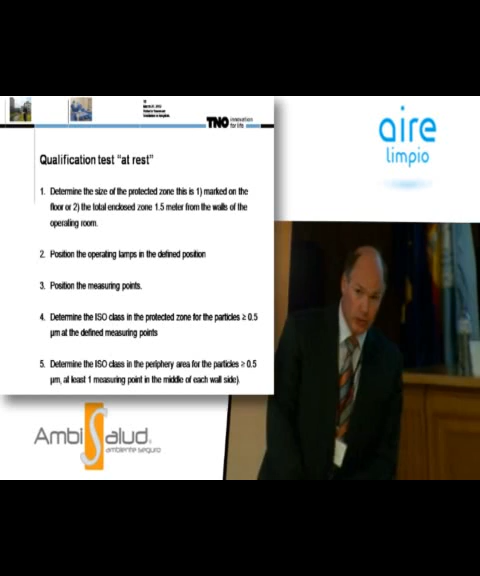 TNO innovation
for life
aire
limpio
Qualification test "at rest"
1. Determine the size of the protected zone this is 1) marked on the
floor or 2) the total enclosed zone 1.5 meter from the walls of the
operating room.
2. Position the operating lamps in the defined position
3. Position the measuring points.
4. Determine the ISO class in the protected zone for the particles ≥ 0.5
µm at the defined measuring points
5. Determine the ISO class in the periphery area for the particles ≥ 0.5
µm, at least 1 measuring point in the middle of each wall side).
AmbiSalud.
ambiente seguro